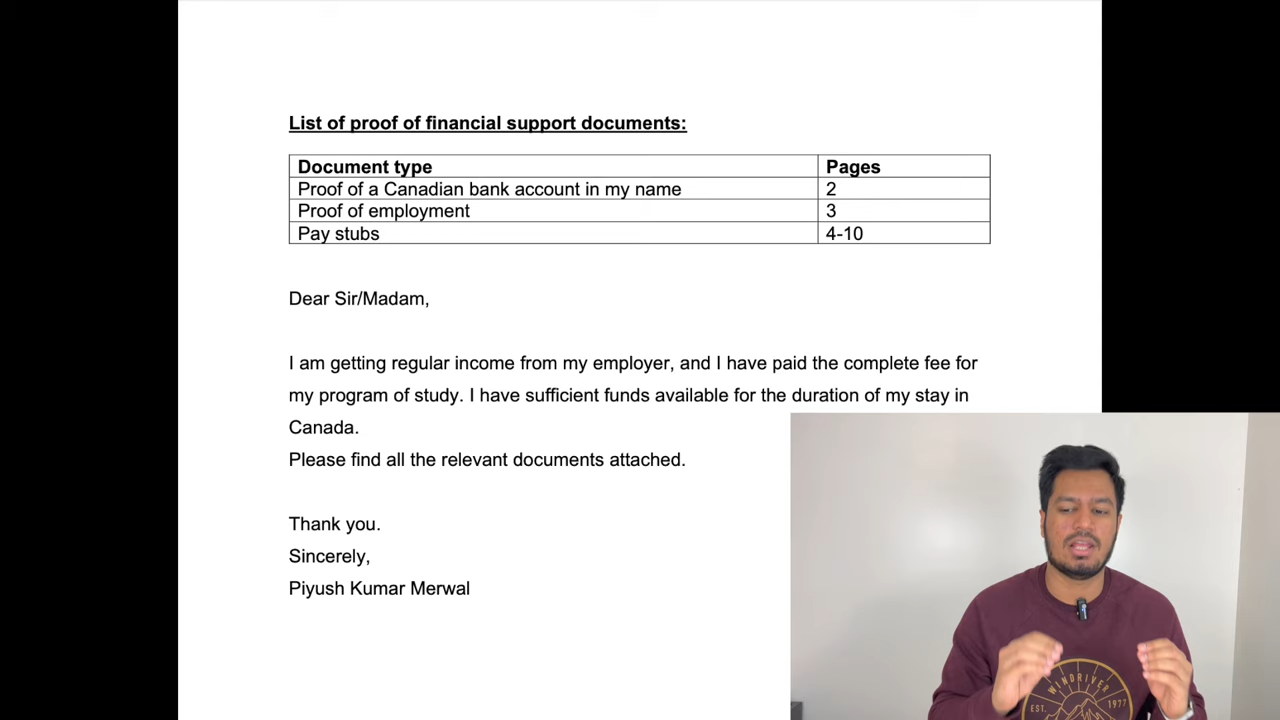 List of proof of financial support documents:
Document type Pages
Proof of a Canadian bank account in my name 2
Proof of employment 3
Pay stubs 4-10
Dear Sir/Madam,
I am getting regular income from my employer, and I have paid the complete fee for
my program of study. I have sufficient funds available for the duration of my stay in
Canada.
Please find all the relevant documents attached.
Thank you.
Sincerely,
Piyush Kumar Merwal
WINDRIVER
EST. 1977